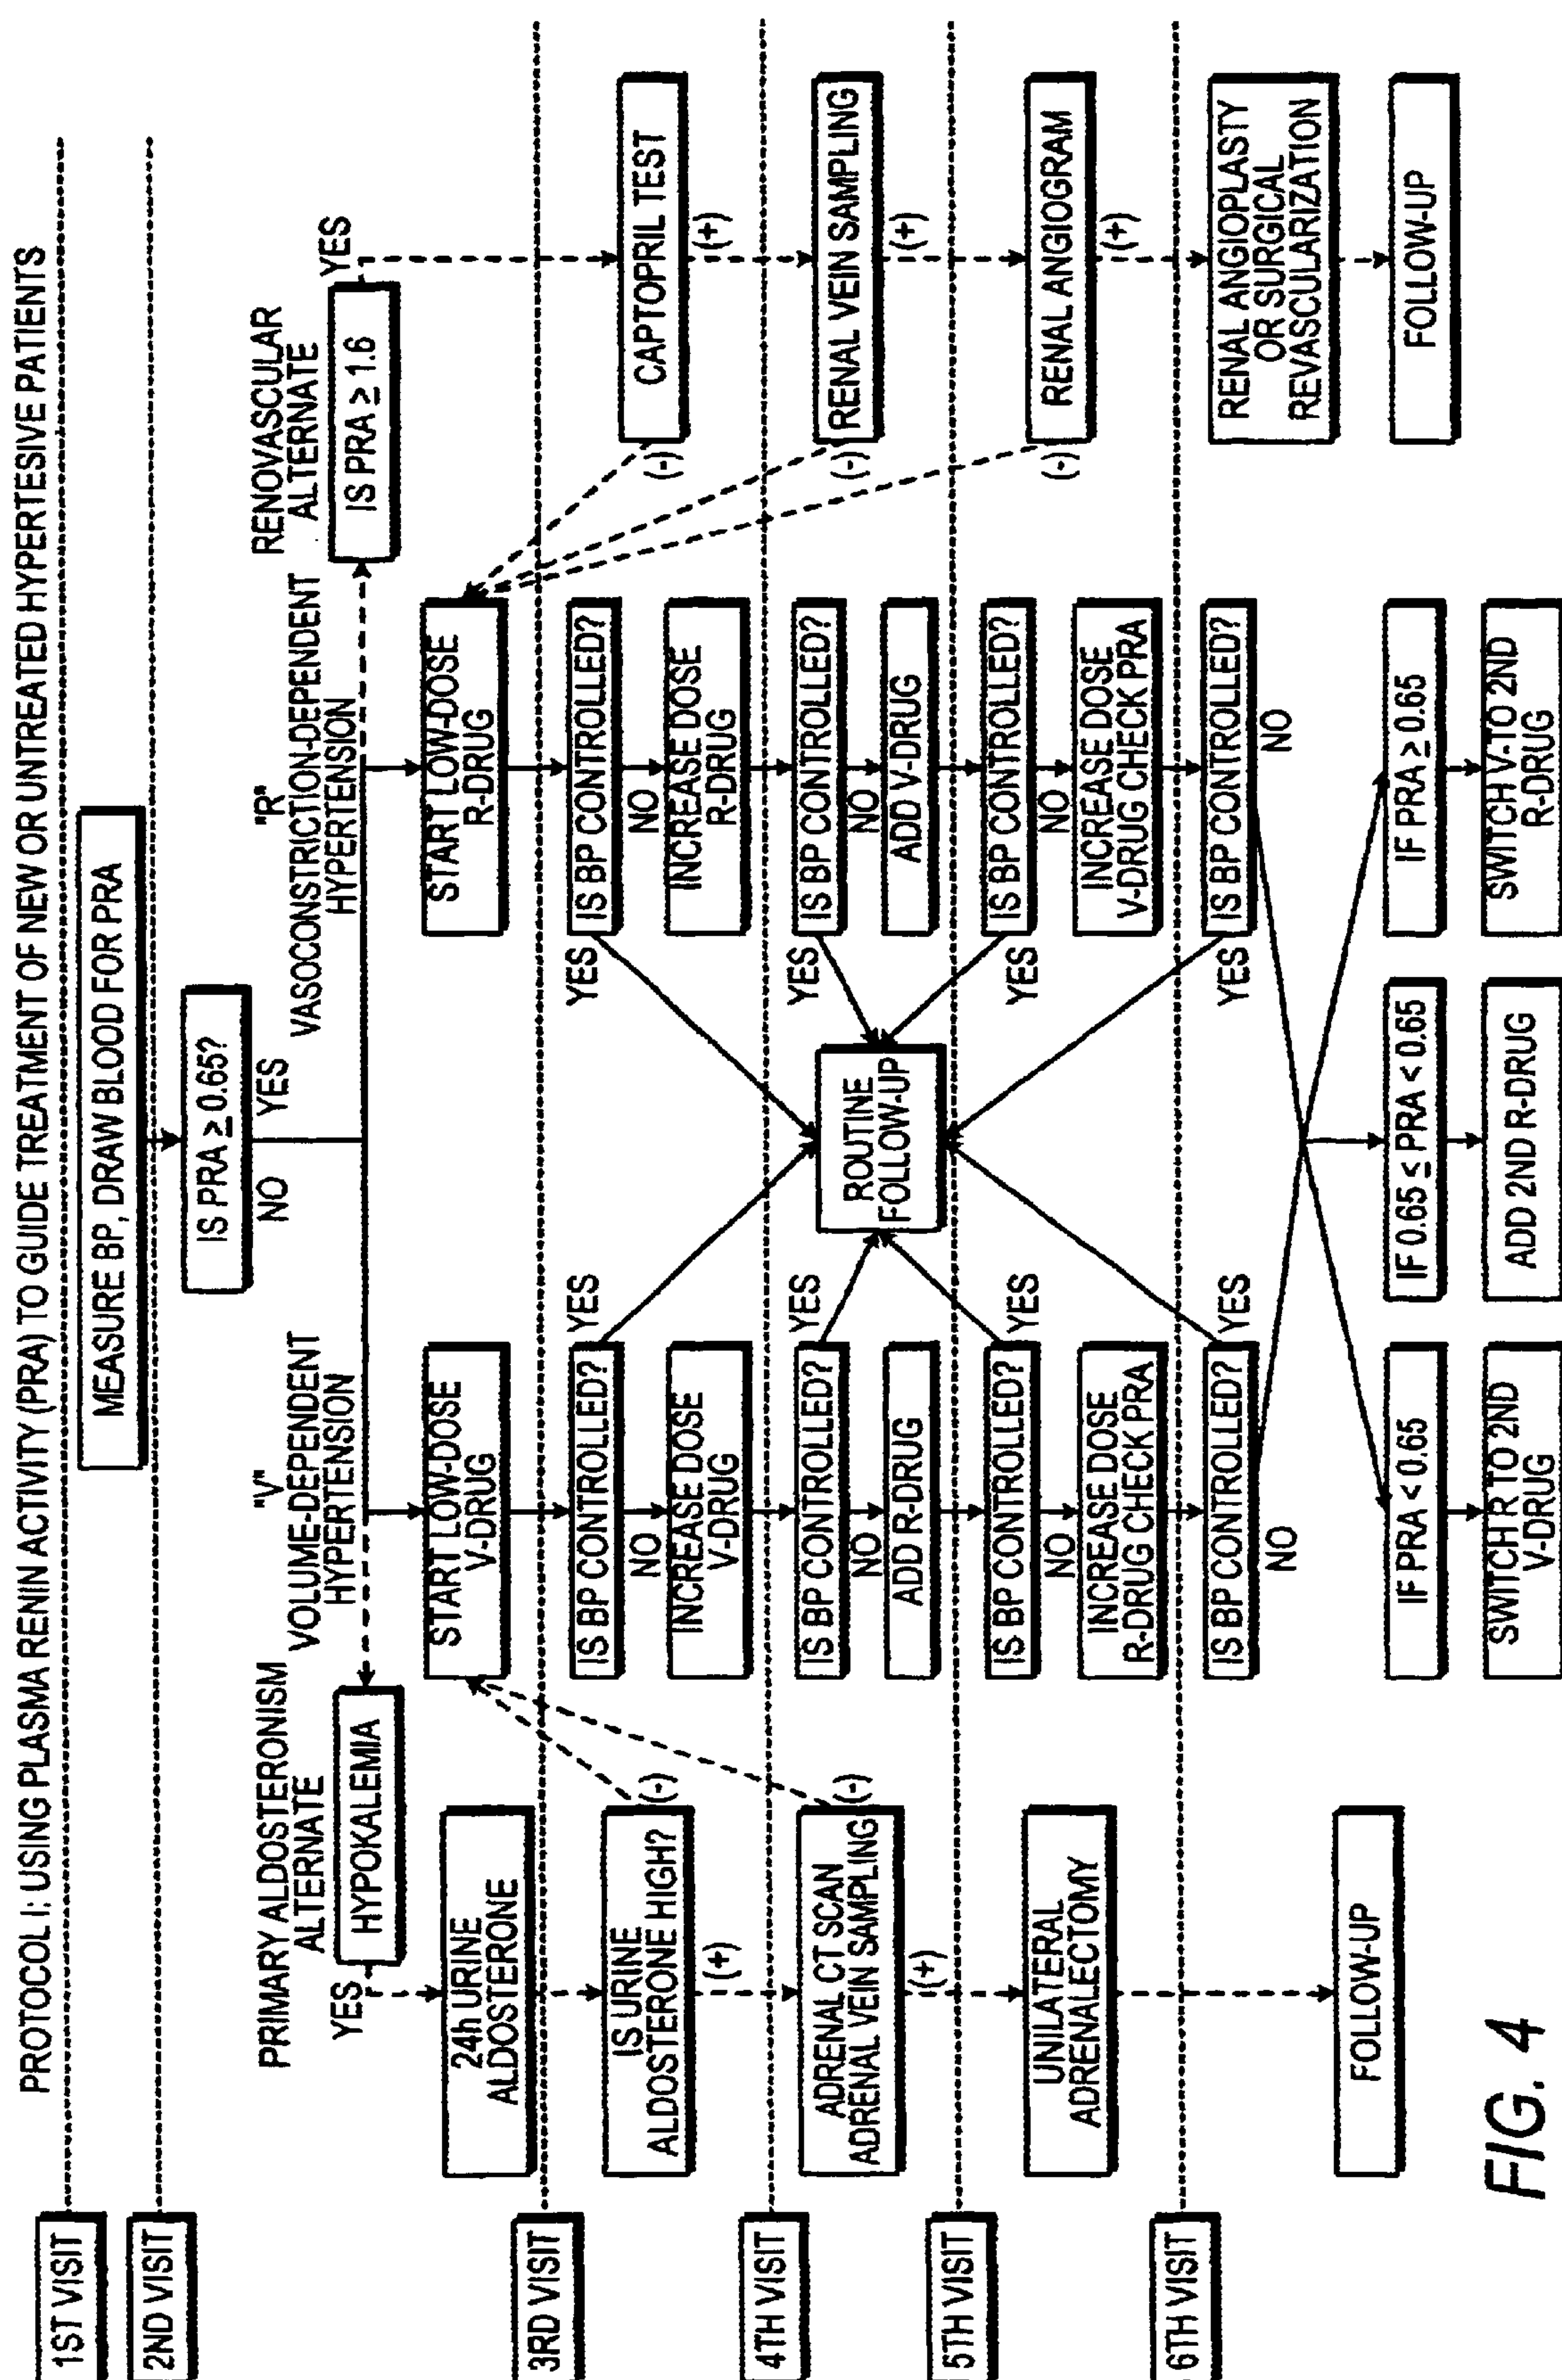 PROTOCOL I: USING PLASMA RENIN ACTIVITY (PRA) TO GUIDE TREATMENT OF NEW OR UNTREATED HYPERTESIVE PATIENTS
1ST VISIT
MEASURE BP, DRAW BLOOD FOR PRA
2ND VISIT
IS PRA ≥ 0.65?
NO
YES
PRIMARY ALDOSTERONISM
ALTERNATE
"V"
VOLUME-DEPENDENT
HYPERTENSION
"R"
VASOCONSTRICTION-DEPENDENT
HYPERTENSION
RENOVASCULAR
ALTERNATE
YES
HYPOKALEMIA
IS PRA ≥ 1.6
YES
24h URINE
ALDOSTERONE
START LOW-DOSE
V-DRUG
START LOW-DOSE
R-DRUG
3RD VISIT
IS URINE
ALDOSTERONE HIGH?
(-)
(+)
IS BP CONTROLLED?
YES
NO
INCREASE DOSE
V-DRUG
YES
IS BP CONTROLLED?
NO
INCREASE DOSE
R-DRUG
CAPTOPRIL TEST
(-)
(+)
4TH VISIT
ADRENAL CT SCAN
ADRENAL VEIN SAMPLING
(-)
(+)
IS BP CONTROLLED?
YES
NO
ADD R-DRUG
ROUTINE
FOLLOW-UP
YES
IS BP CONTROLLED?
NO
ADD V-DRUG
RENAL VEIN SAMPLING
(-)
(+)
5TH VISIT
UNILATERAL
ADRENALECTOMY
IS BP CONTROLLED?
YES
NO
INCREASE DOSE
R-DRUG CHECK PRA
YES
IS BP CONTROLLED?
NO
INCREASE DOSE
V-DRUG CHECK PRA
RENAL ANGIOGRAM
(-)
(+)
6TH VISIT
IS BP CONTROLLED?
YES
NO
YES
IS BP CONTROLLED?
NO
RENAL ANGIOPLASTY
OR SURGICAL
REVASCULARIZATION
FOLLOW-UP
IF PRA < 0.65
IF 0.65 ≤ PRA < 0.65
IF PRA ≥ 0.65
FOLLOW-UP
SWITCH R TO 2ND
V-DRUG
ADD 2ND R-DRUG
SWITCH V-TO 2ND
R-DRUG
FIG. 4